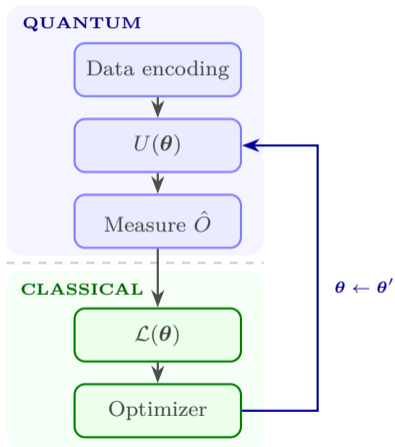 QUANTUM
Data encoding
U(θ)
Measure Ô
CLASSICAL
ℒ(θ)
Optimizer
θ ← θ′